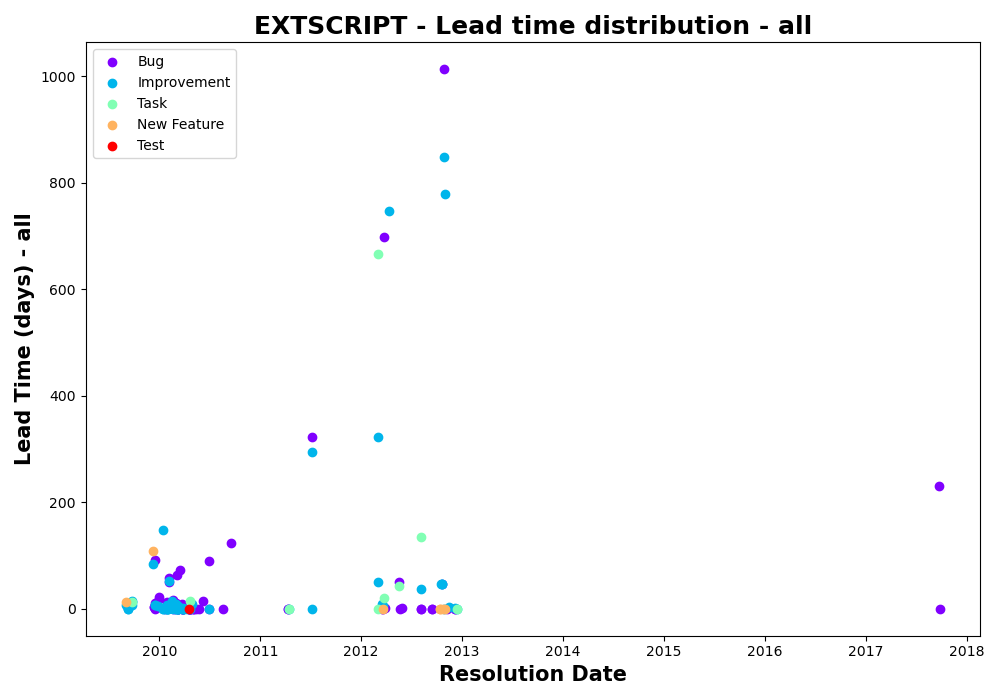 EXTSCRIPT - Lead time distribution - all
Bug
Improvement
Task
New Feature
Test
Lead Time (days) - all
1000
800
600
400
200
0
2010 2011 2012 2013 2014 2015 2016 2017 2018
Resolution Date